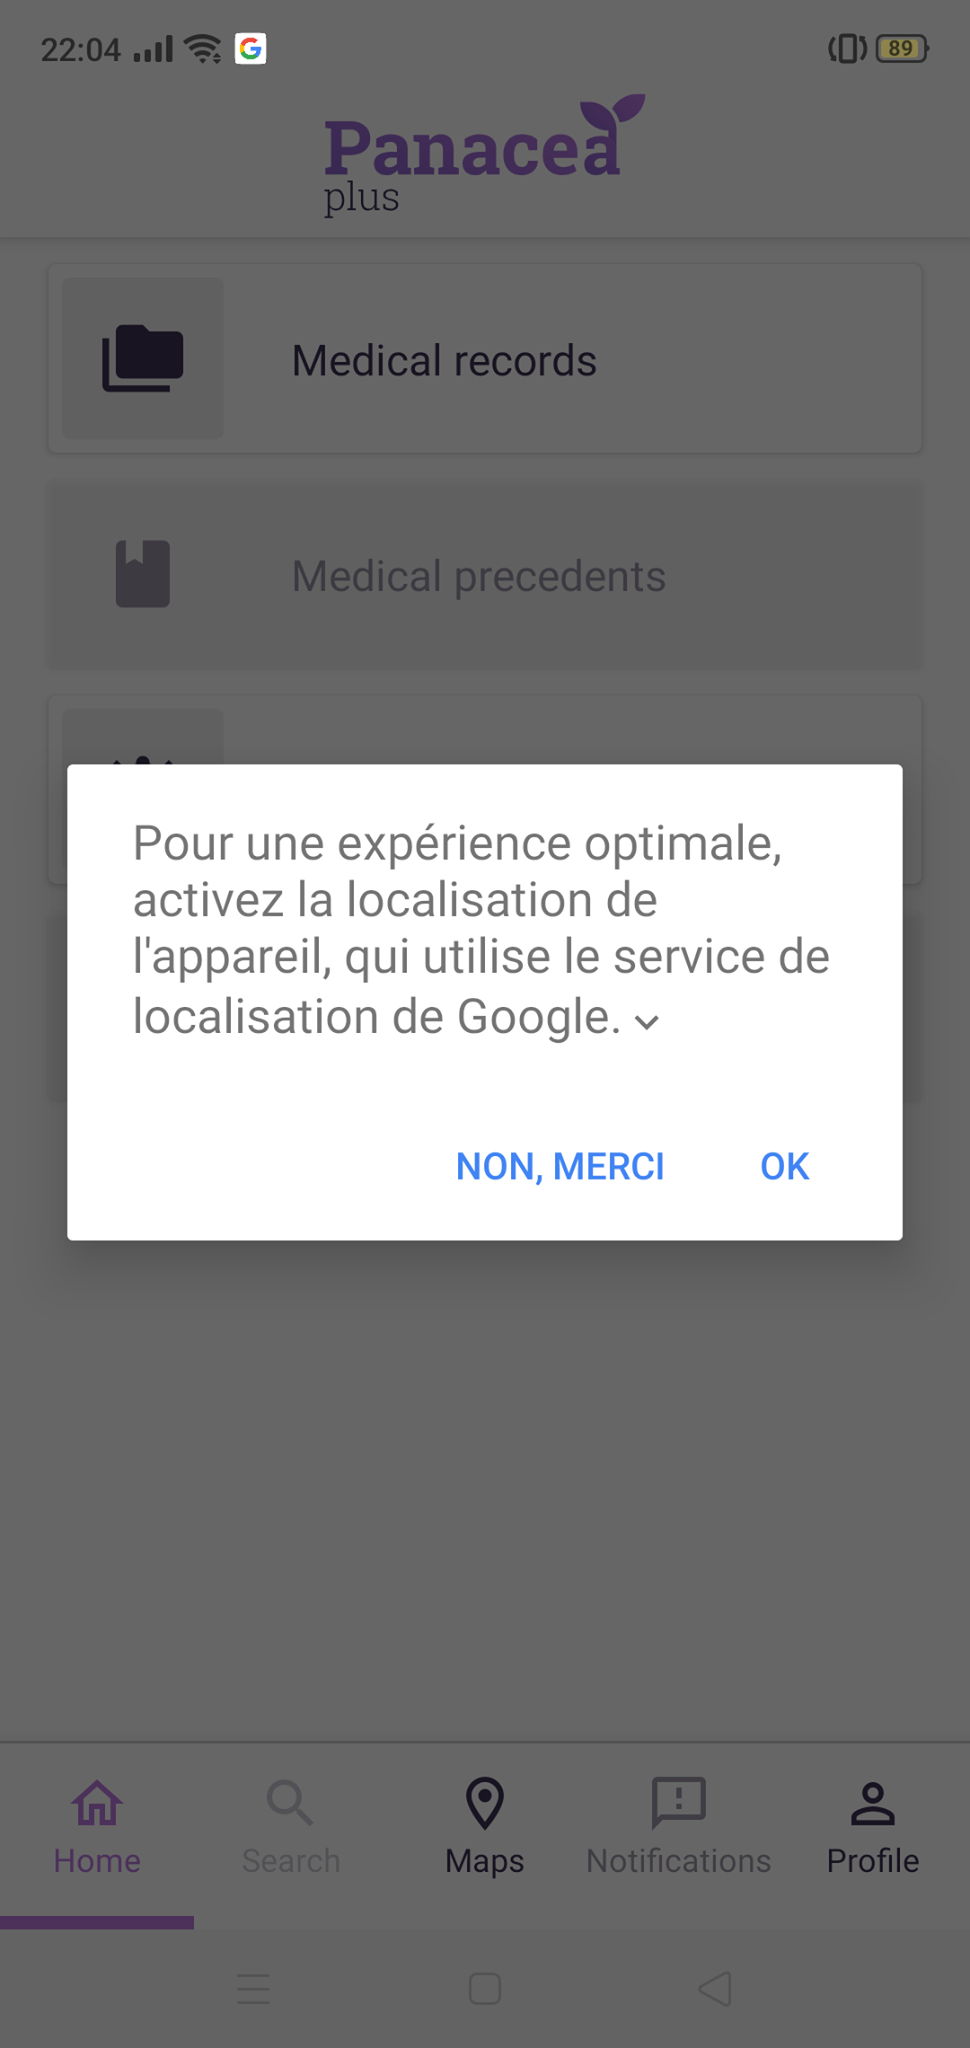 22:04
89
Panacea
plus
Medical records
Medical precedents
Pour une expérience optimale,
activez la localisation de
l'appareil, qui utilise le service de
localisation de Google.
NON, MERCI OK
Home Search Maps Notifications Profile